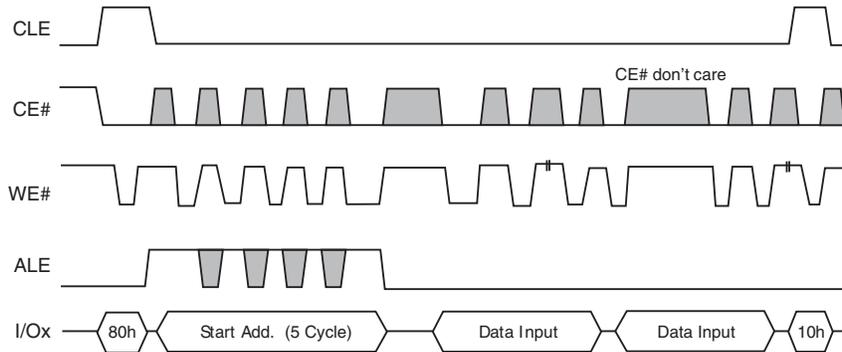 CLE
CE# don't care
CE#
WE#
ALE
I/Ox 80h Start Add. (5 Cycle) Data Input Data Input 10h